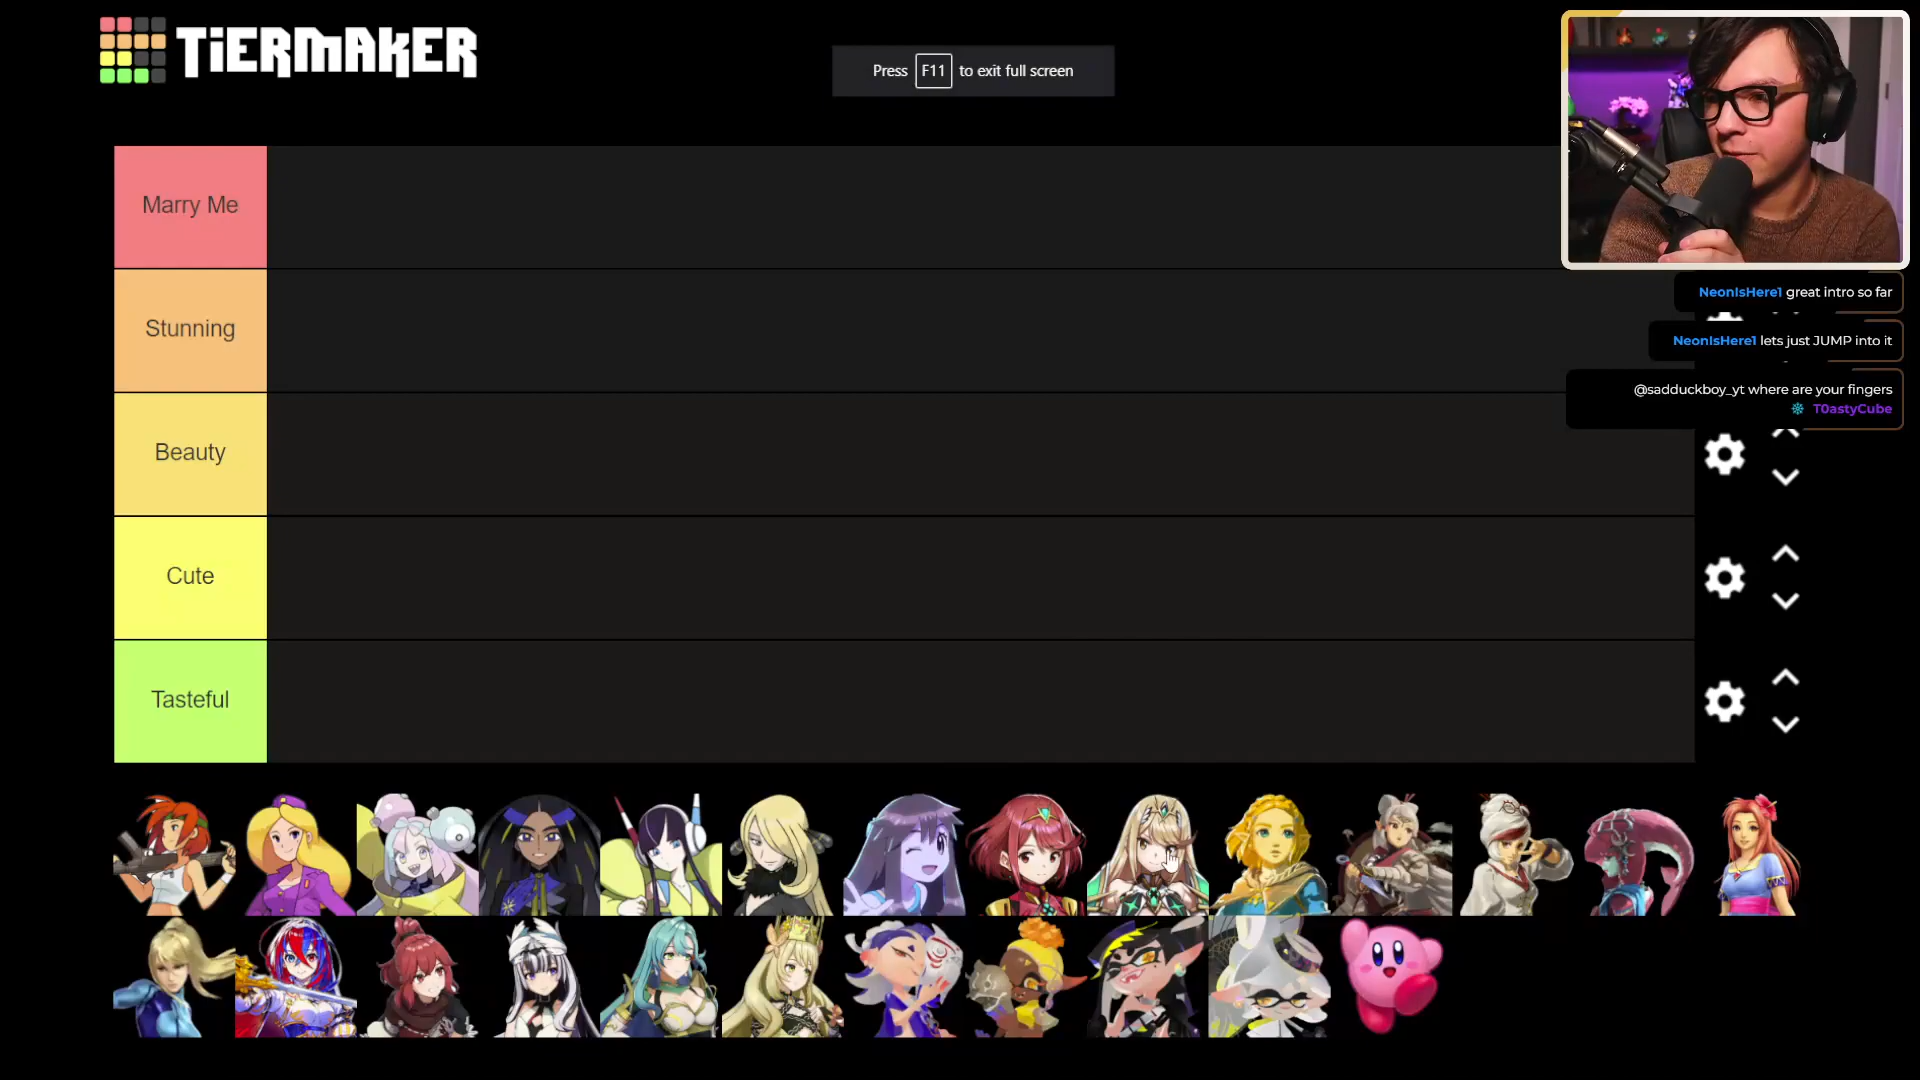 TiERMAKER
Press F11 to exit full screen
Marry Me
Stunning
Beauty
Cute
Tasteful
NeonIsHere1 great intro so far
NeonIsHere1 lets just JUMP into it
@sadduckboy_yt where are your fingers
T0astyCube